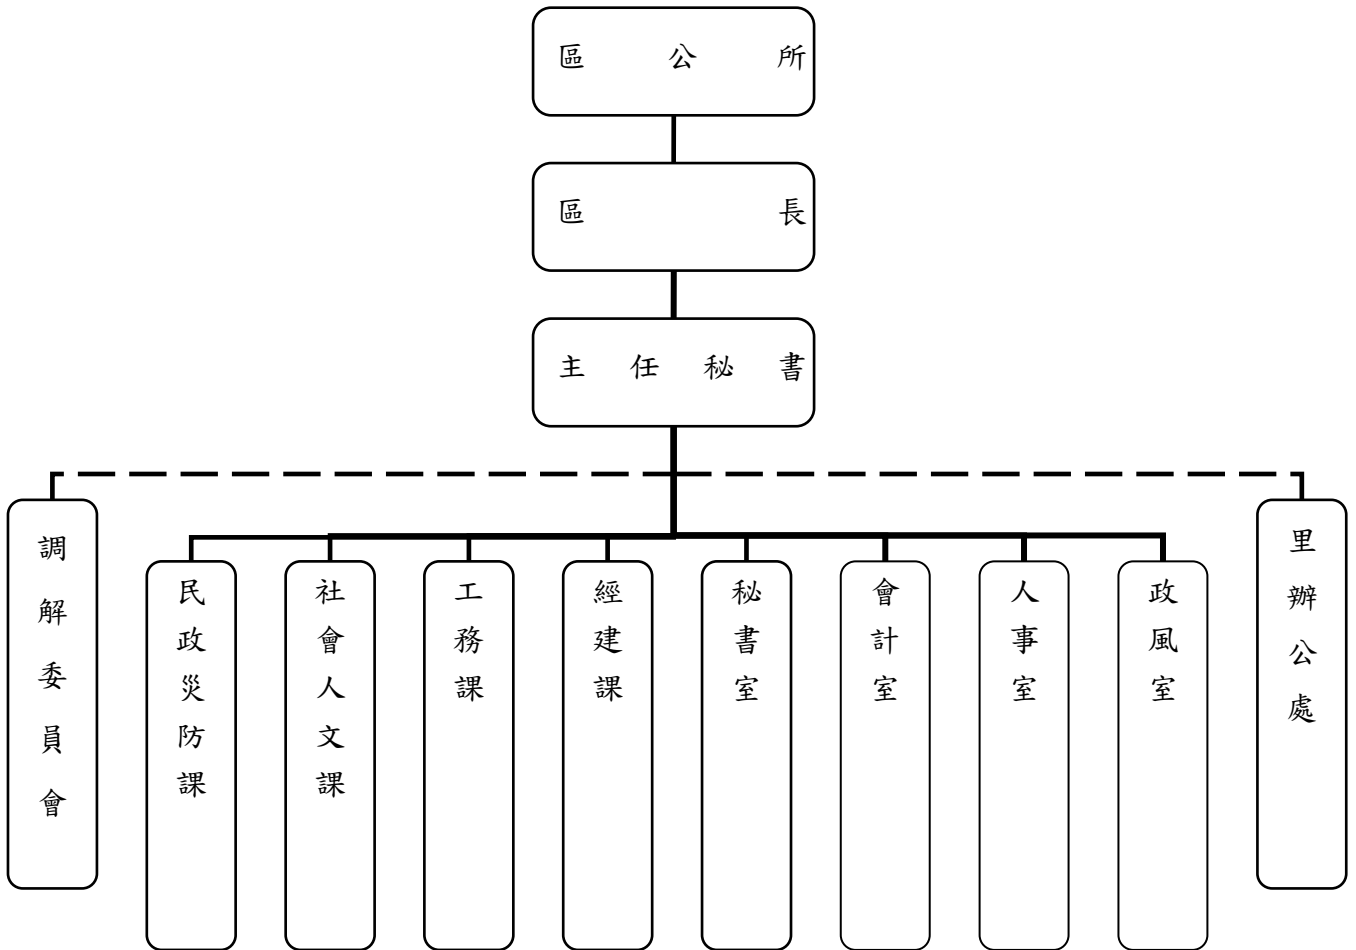 區公所
區長
主任秘書
調解委員會
民政災防課
社會人文課
工務課
經建課
秘書室
會計室
人事室
政風室
里辦公處